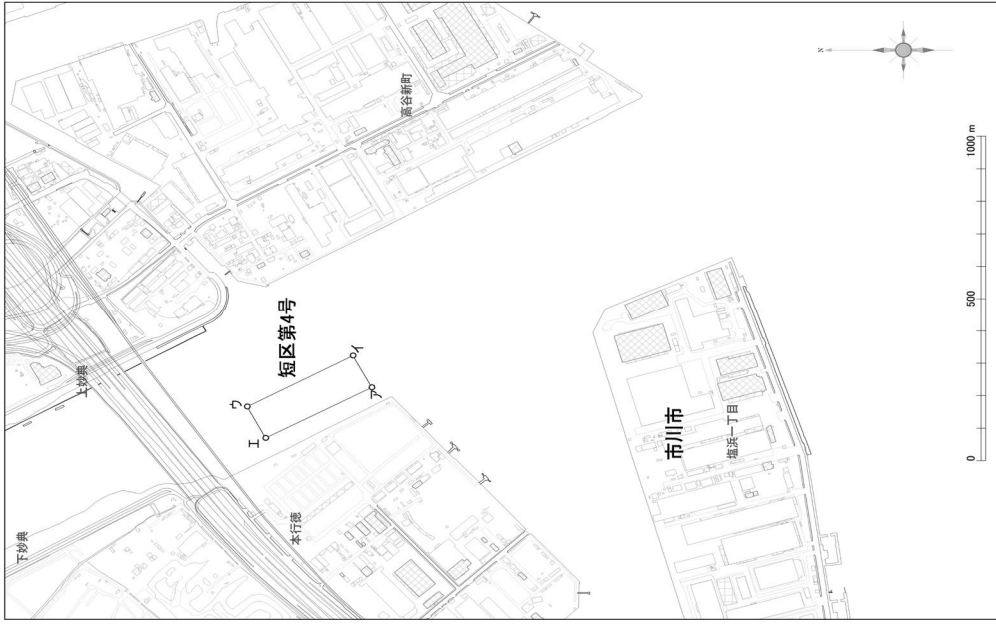 高谷新町
N
1000 m
500
0
上妙典
短区第4号
ウ
イ
エ
ア
下妙典
本行徳
市川市
塩浜一丁目